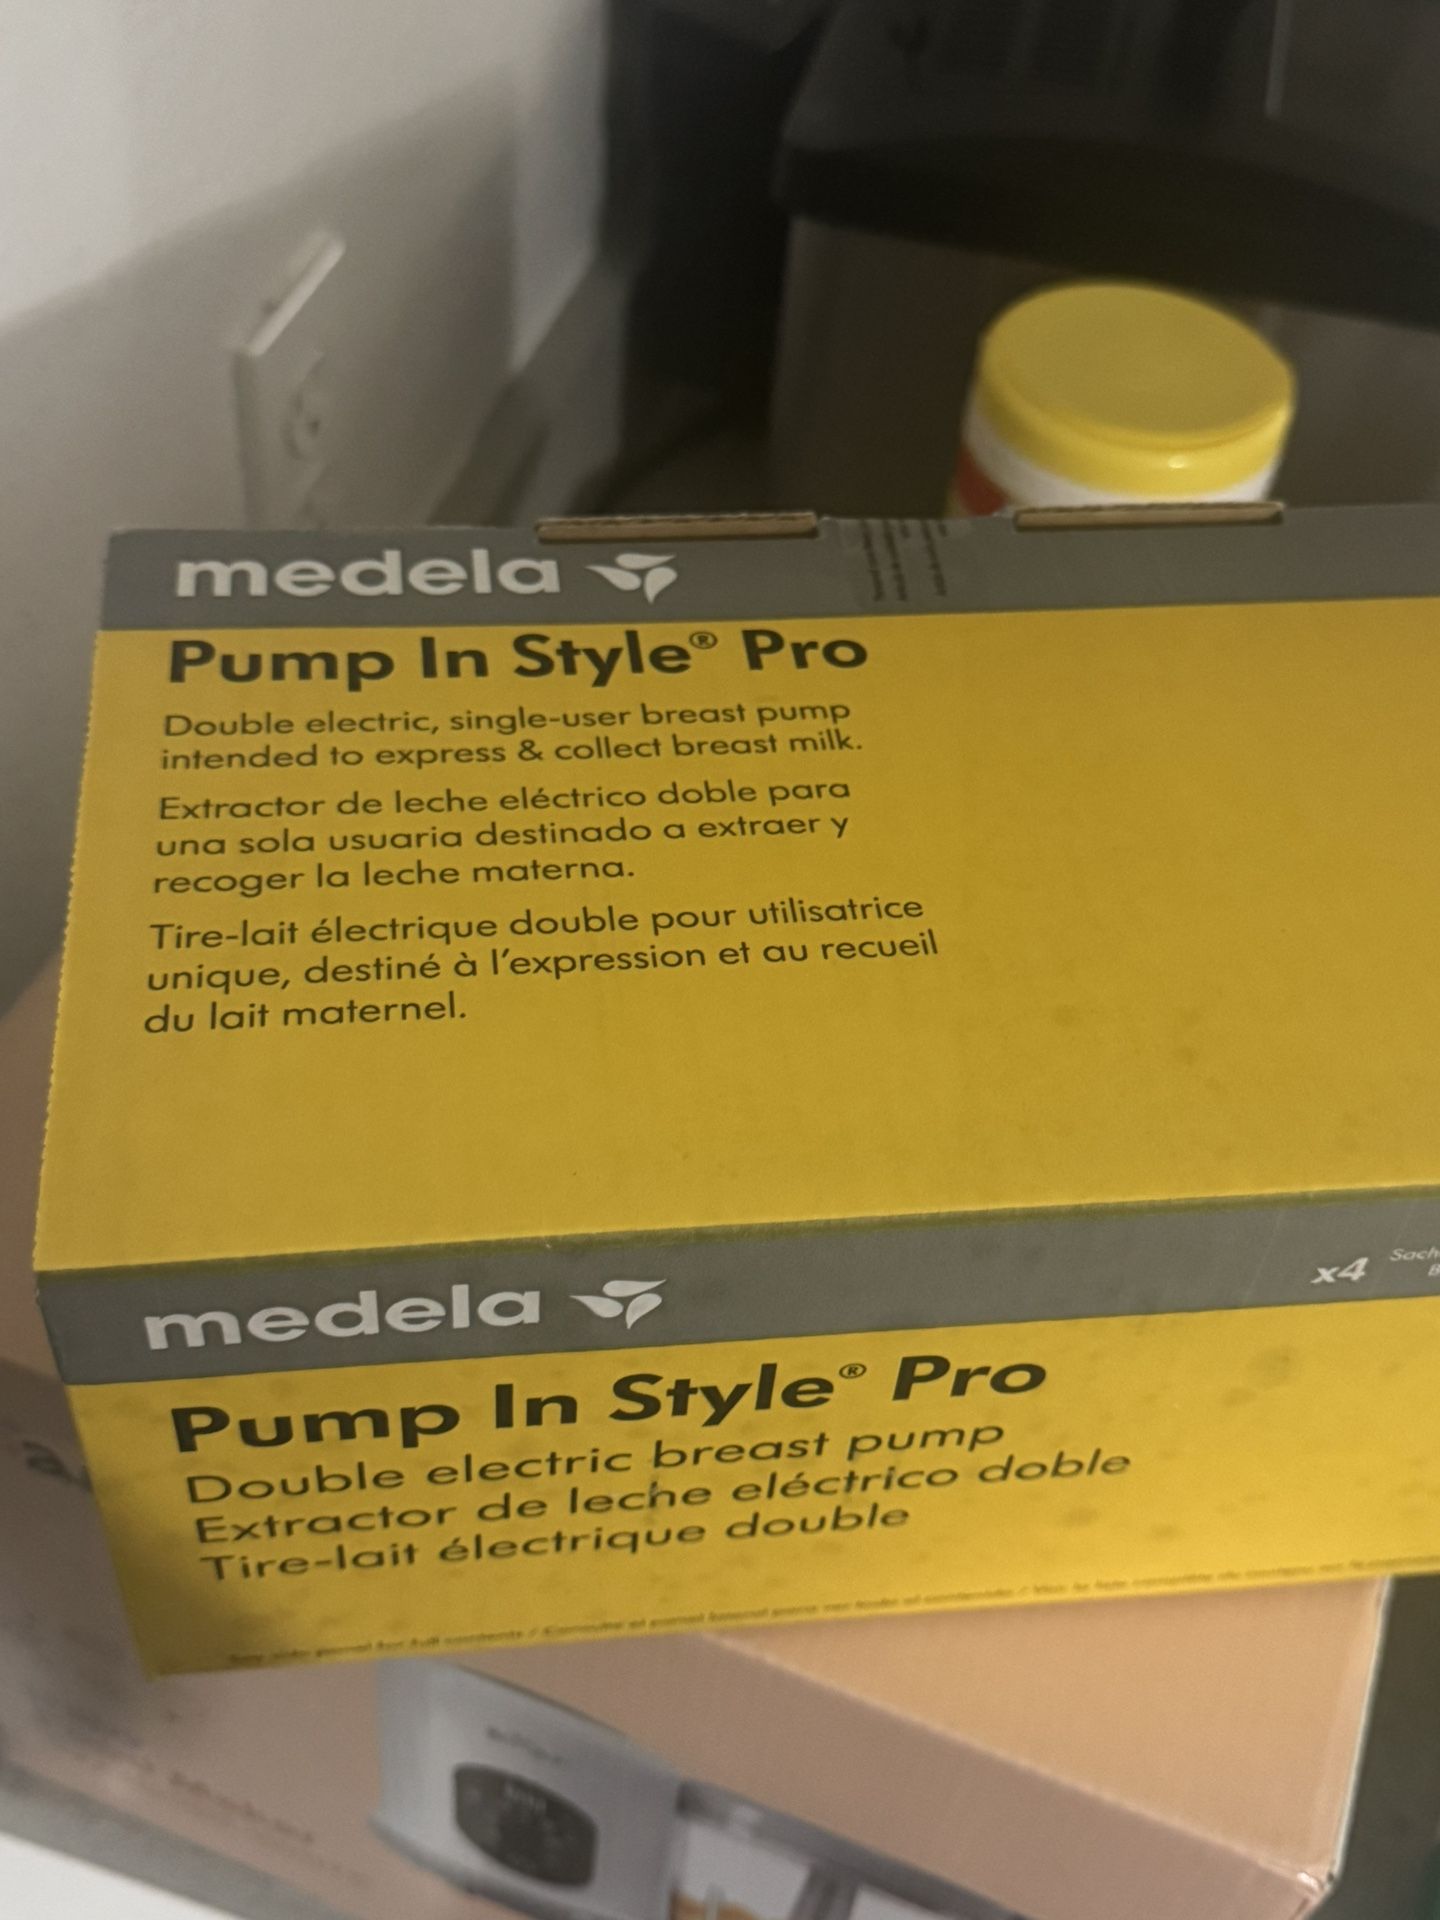 medela
Pump In Style® Pro
Double electric, single-user breast pump
intended to express & collect breast milk.
Extractor de leche eléctrico doble para
una sola usuaria destinado a extraer y
recoger la leche materna.
Tire-lait électrique double pour utilisatrice
unique, destiné à l'expression et au recueil
du lait maternel.
medela
x4
Pump In Style® Pro
Double electric breast pump
Extractor de leche eléctrico doble
Tire-lait électrique double